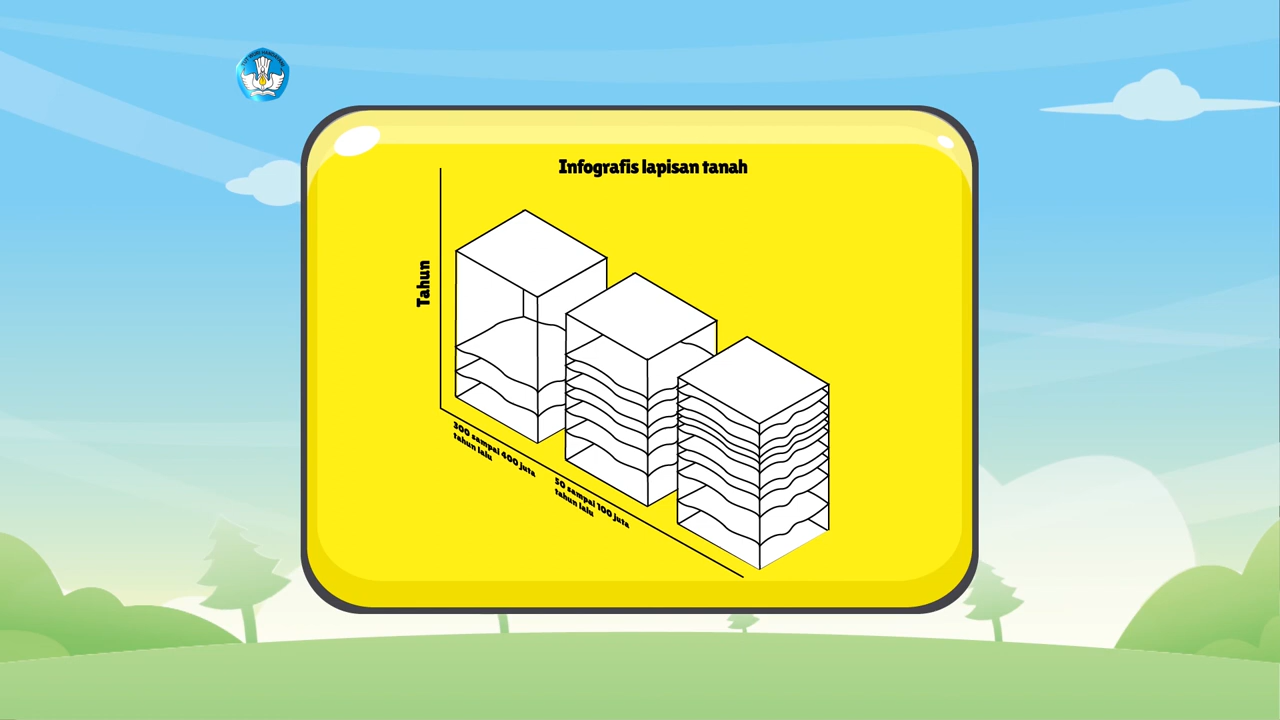 Infografis lapisan tanah
Tahun
300 sampai 400 juta
tahun lalu
50 sampai 100 juta
tahun lalu